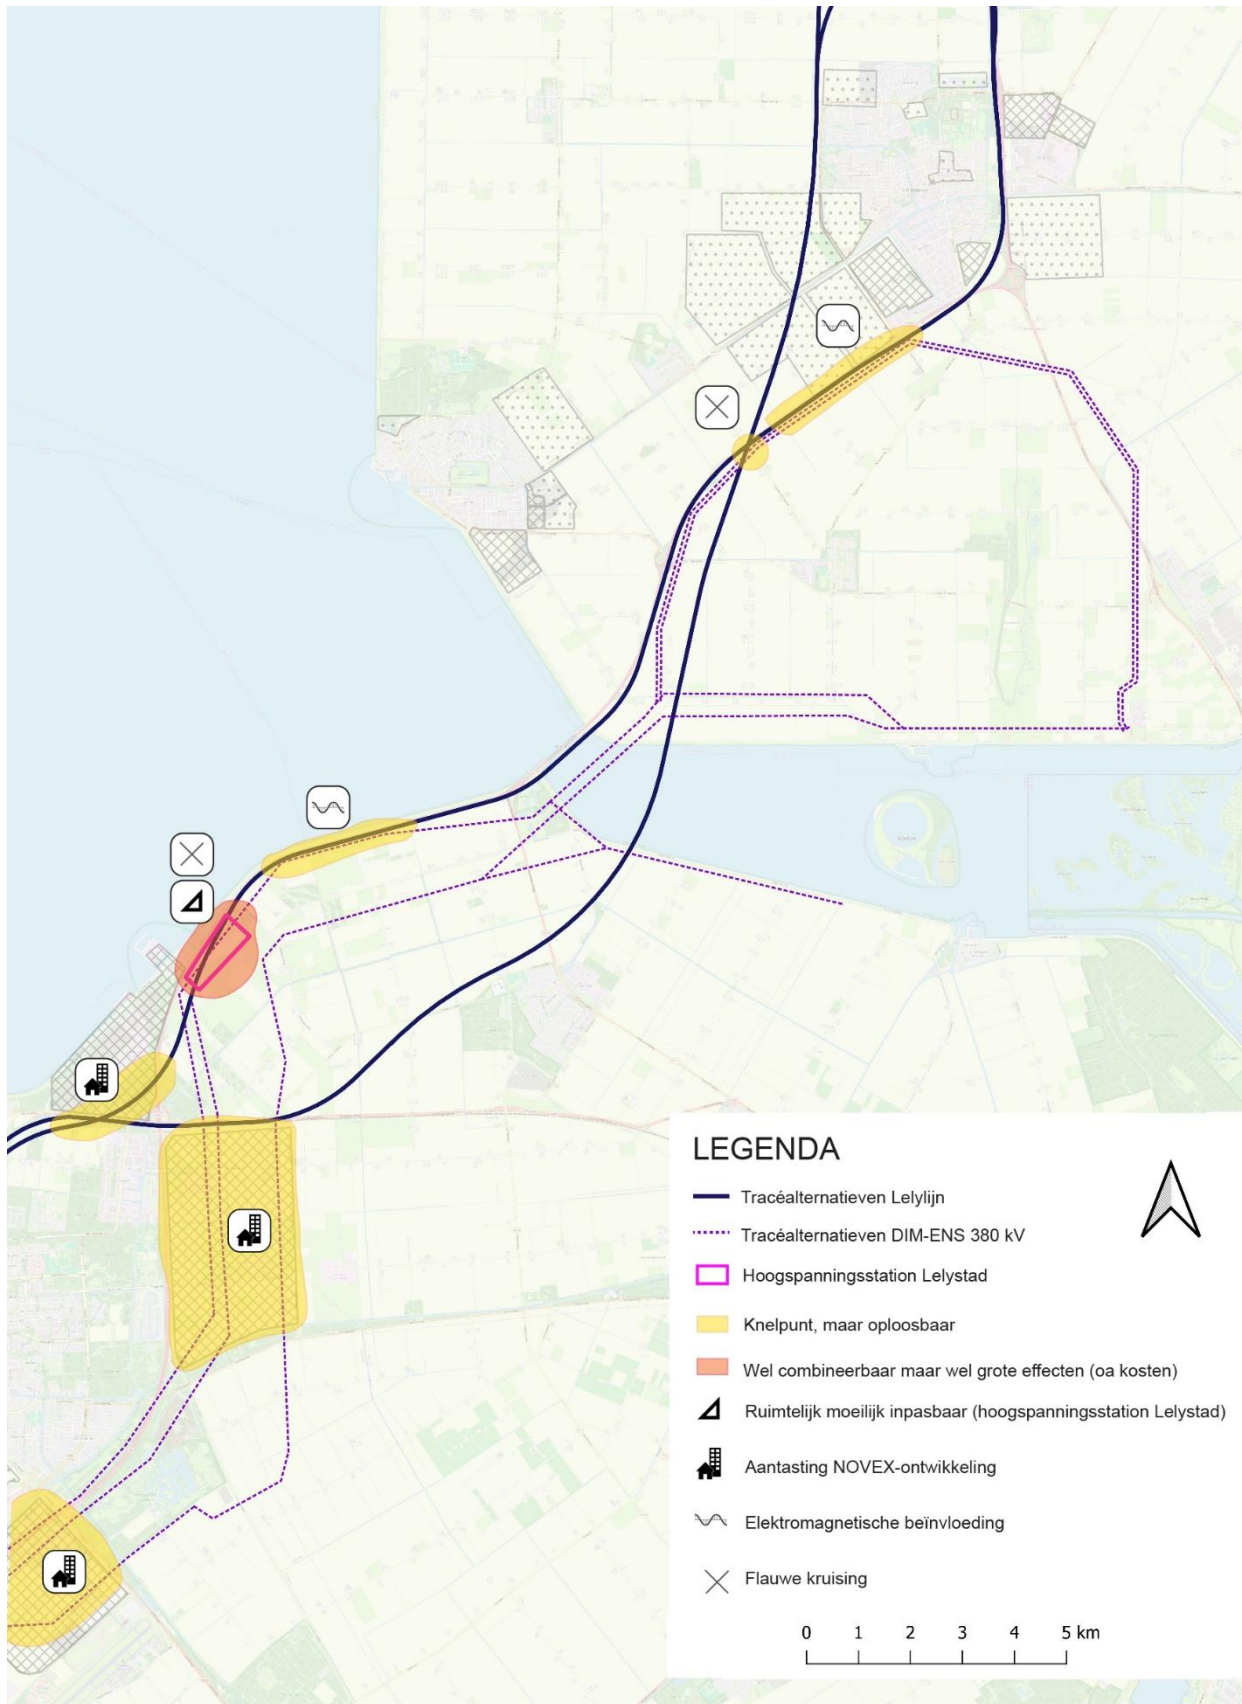 LEGENDA
Tracéalternatieven Lelylijn
Tracéalternatieven DIM-ENS 380 kV
Hoogspanningsstation Lelystad
Knelpunt, maar oploosbaar
Wel combineerbaar maar wel grote effecten (oa kosten)
Ruimtelijk moeilijk inpasbaar (hoogspanningsstation Lelystad)
Aantasting NOVEX-ontwikkeling
Elektromagnetische beïnvloeding
Flauwe kruising
0 1 2 3 4 5 km